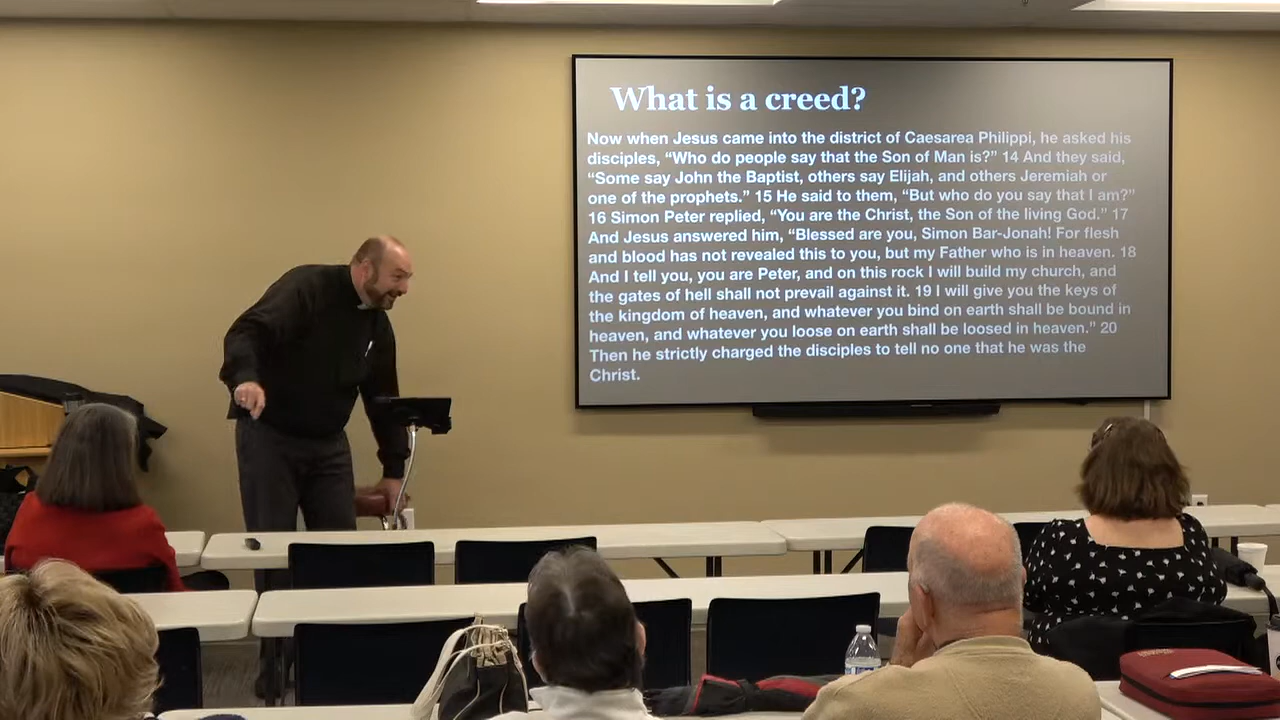 What is a creed?
Now when Jesus came into the district of Caesarea Philippi, he asked his
disciples, “Who do people say that the Son of Man is?” 14 And they said,
“Some say John the Baptist, others say Elijah, and others Jeremiah or
one of the prophets.” 15 He said to them, “But who do you say that I am?”
16 Simon Peter replied, “You are the Christ, the Son of the living God.” 17
And Jesus answered him, “Blessed are you, Simon Bar-Jonah! For flesh
and blood has not revealed this to you, but my Father who is in heaven. 18
And I tell you, you are Peter, and on this rock I will build my church, and
the gates of hell shall not prevail against it. 19 I will give you the keys of
the kingdom of heaven, and whatever you bind on earth shall be bound in
heaven, and whatever you loose on earth shall be loosed in heaven.” 20
Then he strictly charged the disciples to tell no one that he was the
Christ.